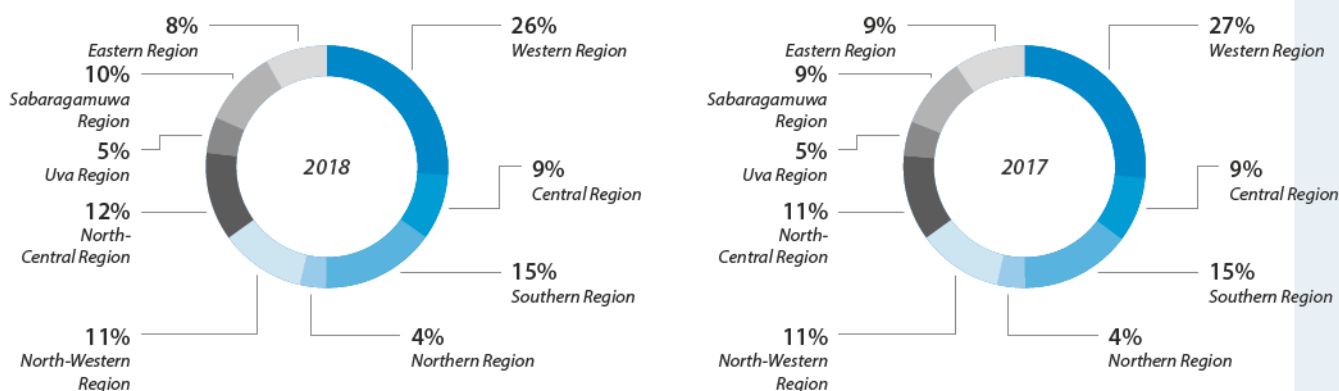 8%
Eastern Region
26%
Western Region
10%
Sabaragamuwa
Region
5%
Uva Region
2018
9%
Central Region
12%
North-
Central Region
15%
Southern Region
11%
North-Western
Region
4%
Northern Region
9%
Eastern Region
27%
Western Region
9%
Sabaragamuwa
Region
5%
Uva Region
2017
9%
Central Region
11%
North-
Central Region
15%
Southern Region
11%
North-Western
Region
4%
Northern Region